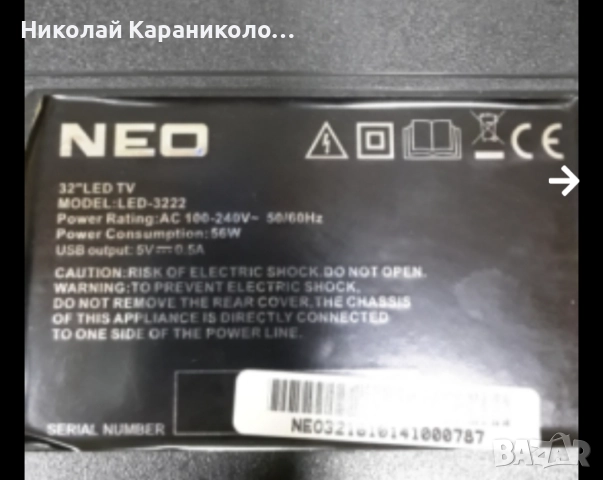 Николай Караниколо...
NEO
32"LED TV
MODEL:LED-3222
Power Rating:AC 100-240V~ 50/60Hz
Power Consumption:56W
USB output: 5V⎓0.5A
CAUTION:RISK OF ELECTRIC SHOCK.DO NOT OPEN.
WARNING:TO PREVENT ELECTRIC SHOCK,
DO NOT REMOVE THE REAR COVER,THE CHASSIS
OF THIS APPLIANCE IS DIRECTLY CONNECTED
TO ONE SIDE OF THE POWER LINE.
SERIAL NUMBER
BAZAR